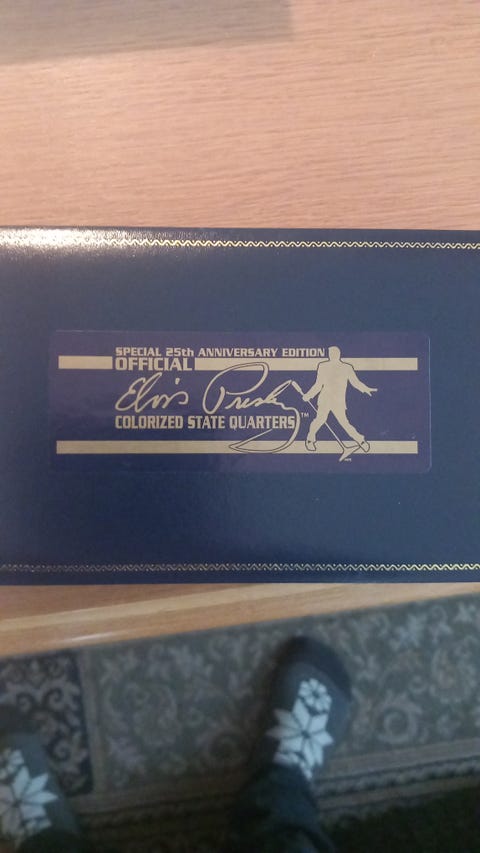 SPECIAL 25th ANNIVERSARY EDITION
OFFICIAL
Elvis Presley
COLORIZED STATE QUARTERS™